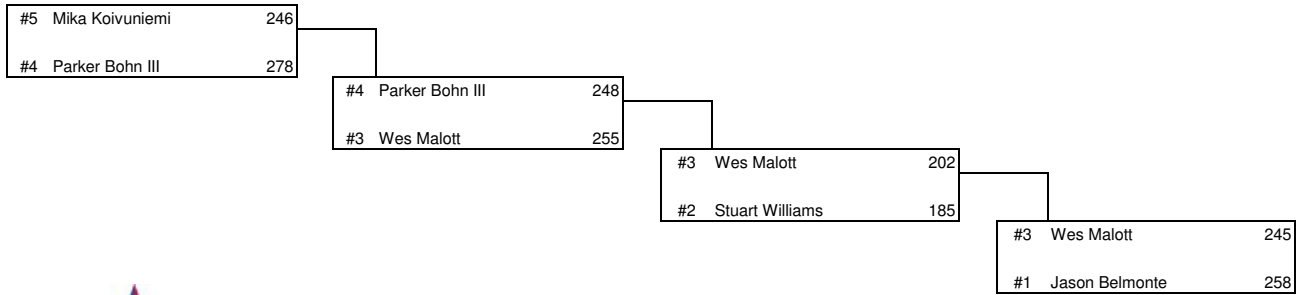 #5 Mika Koivuniemi 246
#4 Parker Bohn III 278
#4 Parker Bohn III 248
#3 Wes Malott 255
#3 Wes Malott 202
#2 Stuart Williams 185
#3 Wes Malott 245
#1 Jason Belmonte 258